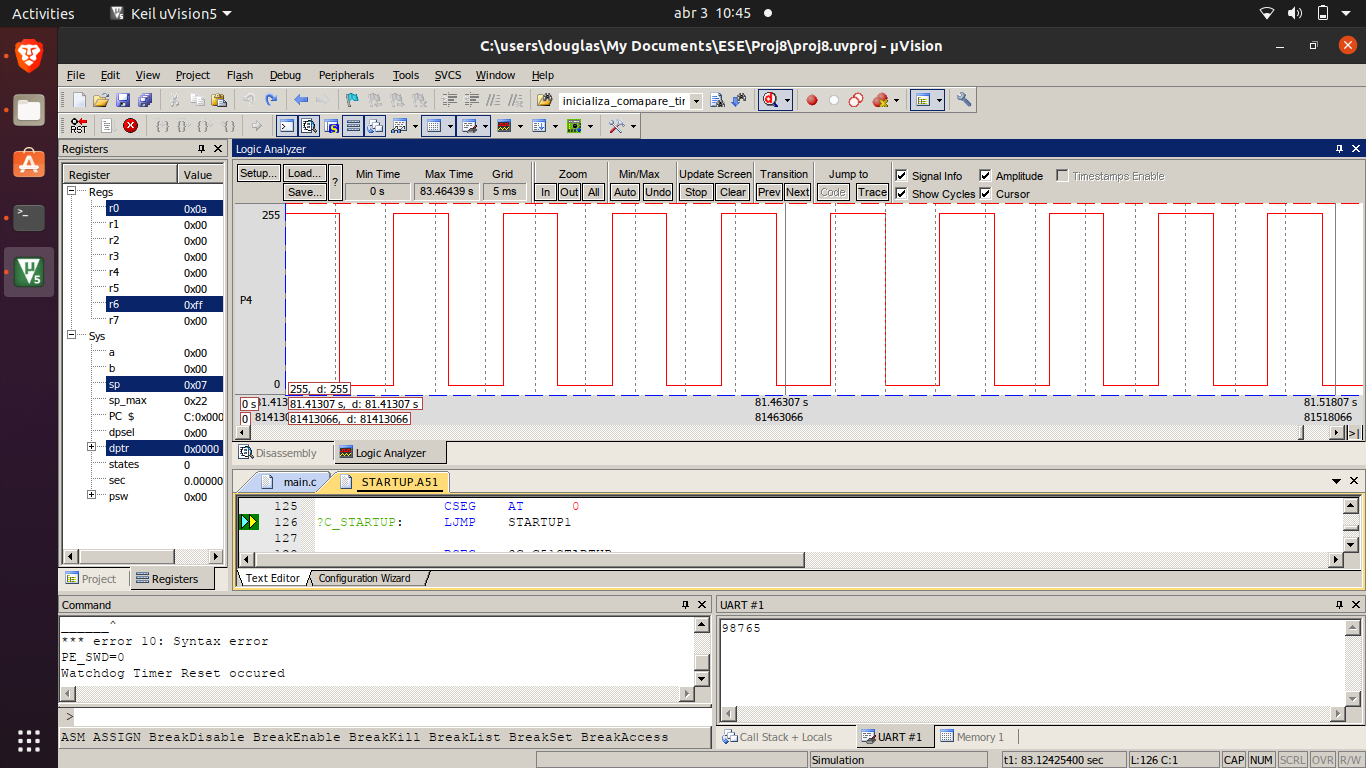 Activities
Keil uVision5
abr 3 10:45
C:\users\douglas\My Documents\ESE\Proj8\proj8.uvproj - µVision
File Edit View Project Flash Debug Peripherals Tools SVCS Window Help
inicializa_comapare_tir
RST
Registers
Register Value
Regs
r0 0x0a
r1 0x00
r2 0x00
r3 0x00
r4 0x00
r5 0x00
r6 0xff
r7 0x00
Sys
a 0x00
b 0x00
sp 0x07
sp_max 0x22
PC $ C:0x000
dpsel 0x00
dptr 0x0000
states 0
sec 0.00000
psw 0x00
Project Registers
Logic Analyzer
Setup... Load... ? Min Time Max Time Grid Zoom Min/Max Update Screen Transition Jump to Signal Info Amplitude Timestamps Enable
Save... 0 s 83.46439 s 5 ms In Out All Auto Undo Stop Clear Prev Next Code Trace Show Cycles Cursor
255
P4
0
255, d: 255
0 s 81.413 81.41307 s, d: 81.41307 s 81.46307 s 81.51807 s
0 814130 81413066, d: 81413066 81463066 81518066
Disassembly Logic Analyzer
main.c STARTUP.A51
125 CSEG AT 0
126 ?C_STARTUP: LJMP STARTUP1
127
Text Editor Configuration Wizard
Command
______^
*** error 10: Syntax error
PE_SWD=0
Watchdog Timer Reset occured
>
ASM ASSIGN BreakDisable BreakEnable BreakKill BreakList BreakSet BreakAccess
UART #1
98765
Call Stack + Locals UART #1 Memory 1
Simulation t1: 83.12425400 sec L:126 C:1 CAP NUM SCRL OVR R/W